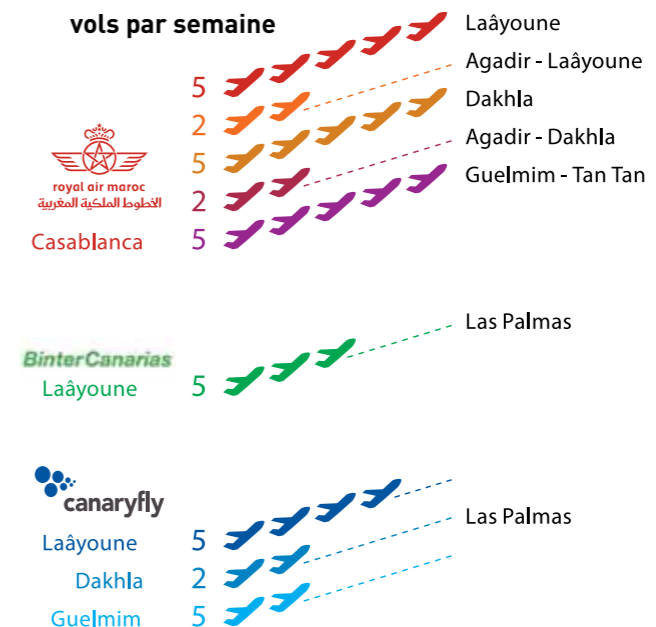 vols par semaine
5 Laâyoune
2 Agadir - Laâyoune
5 Dakhla
2 Agadir - Dakhla
5 Guelmim - Tan Tan
royal air maroc
الخطوط الملكية المغربية
Casablanca
Las Palmas
BinterCanarias
Laâyoune 5
canaryfly
Laâyoune 5
Las Palmas
Dakhla 2
Guelmim 5